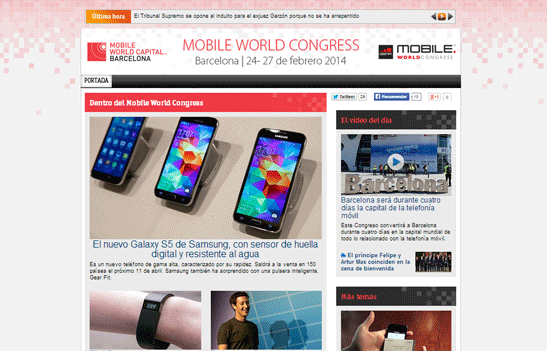 Última hora
El Tribunal Supremo se opone al indulto para el exjuez Garzón porque no se ha arrepentido
MOBILE
WORLD CAPITAL
BARCELONA
MOBILE WORLD CONGRESS
Barcelona | 24- 27 de febrero 2014
MOBILE
WORLD CONGRESS
PORTADA
Dentro del Mobile World Congress
Twittear
Recomendar
El nuevo Galaxy S5 de Samsung, con sensor de huella
digital y resistente al agua
Es un nuevo teléfono de gama alta, caracterizado por su rapidez. Saldrá a la venta en 150
países el próximo 11 de abril. Samsung también ha sorprendido con una pulsera inteligente,
Gear Fit.
El vídeo del día
Barcelona
Barcelona será durante cuatro
días la capital de la telefonía
móvil
Este Congreso convertirá a Barcelona
durante cuatro días en la capital mundial de
todo lo relacionado con la telefonía móvil.
El príncipe Felipe y
Artur Mas coinciden en la
cena de bienvenida
Más temas